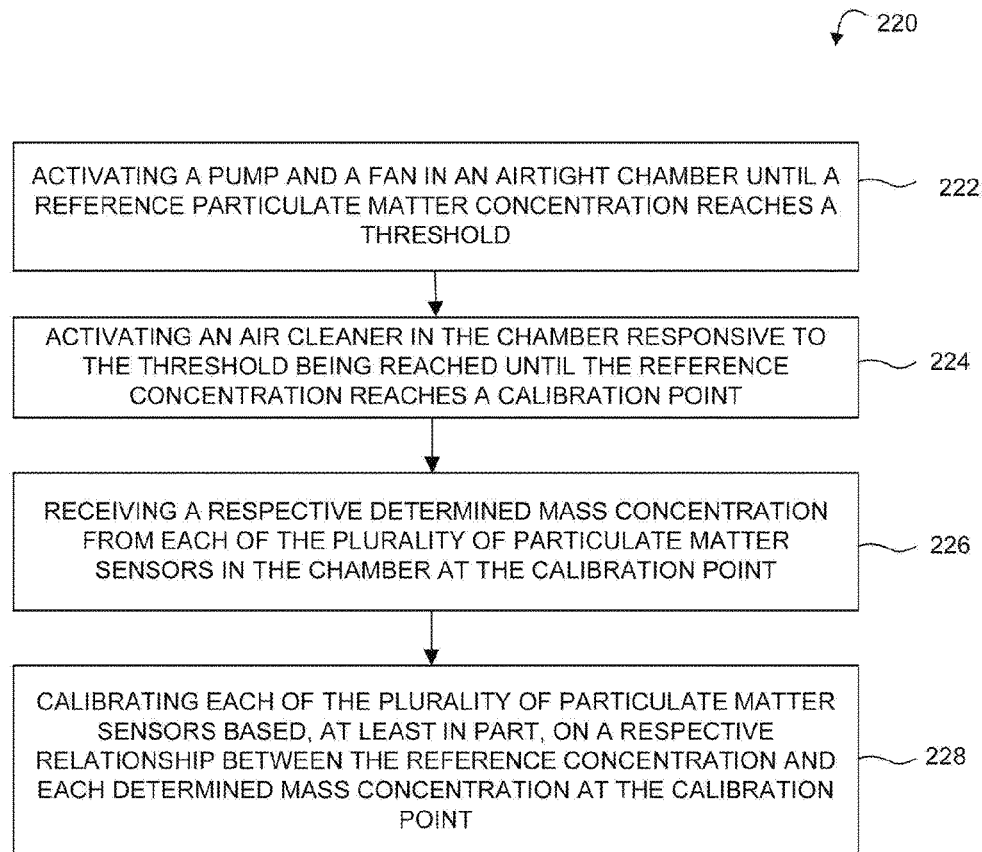 220
ACTIVATING A PUMP AND A FAN IN AN AIRTIGHT CHAMBER UNTIL A
REFERENCE PARTICULATE MATTER CONCENTRATION REACHES A
THRESHOLD
222
ACTIVATING AN AIR CLEANER IN THE CHAMBER RESPONSIVE TO
THE THRESHOLD BEING REACHED UNTIL THE REFERENCE
CONCENTRATION REACHES A CALIBRATION POINT
224
RECEIVING A RESPECTIVE DETERMINED MASS CONCENTRATION
FROM EACH OF THE PLURALITY OF PARTICULATE MATTER
SENSORS IN THE CHAMBER AT THE CALIBRATION POINT
226
CALIBRATING EACH OF THE PLURALITY OF PARTICULATE MATTER
SENSORS BASED, AT LEAST IN PART, ON A RESPECTIVE
RELATIONSHIP BETWEEN THE REFERENCE CONCENTRATION AND
EACH DETERMINED MASS CONCENTRATION AT THE CALIBRATION
POINT
228